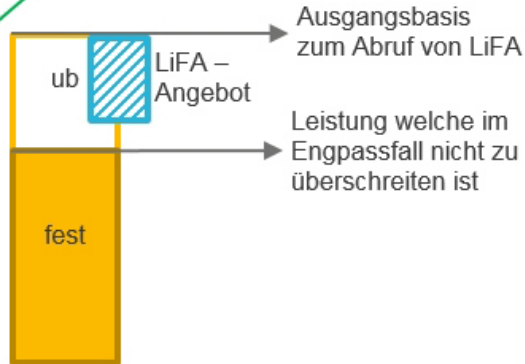 Ausgangsbasis
zum Abruf von LiFA
ub
LiFA –
Angebot
Leistung welche im
Engpassfall nicht zu
überschreiten ist
fest